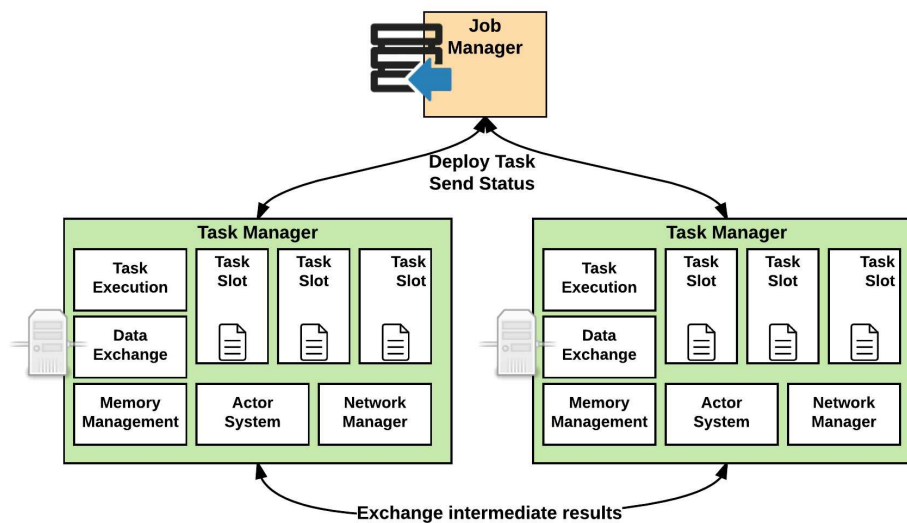 Job
Manager
Deploy Task
Send Status
Task Manager
Task
Execution
Task
Slot
Task
Slot
Task
Slot
Data
Exchange
Memory
Management
Actor
System
Network
Manager
Task Manager
Task
Execution
Task
Slot
Task
Slot
Task
Slot
Data
Exchange
Memory
Management
Actor
System
Network
Manager
Exchange intermediate results